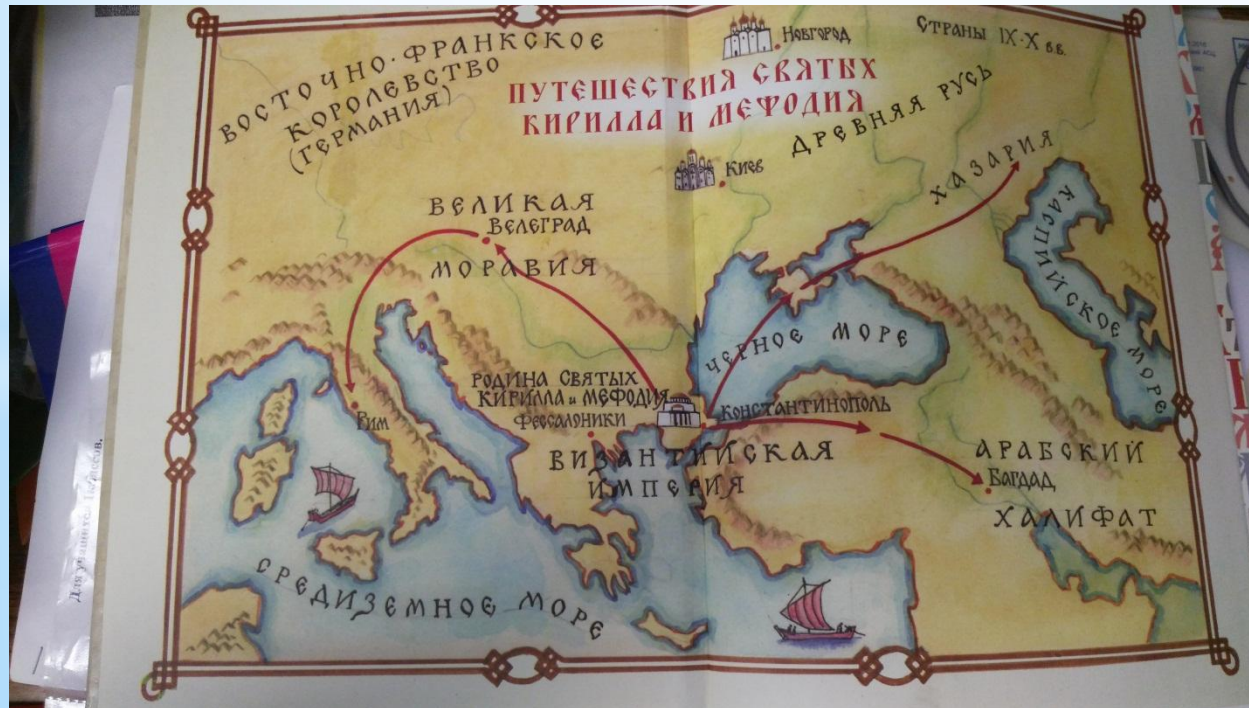 ВОСТОЧНО·ФРАНКСКОЕ
КОРОЛЕВСТВО
(ГЕРМАНИЯ)
НОВГОРОД
СТРАНЫ IX-X В.В.
ПУТЕШЕСТВИЯ СВЯТЫХ
КИРИЛЛА И МЕФОДИЯ
ДРЕВНЯЯ РУСЬ
КИЕВ
ХАЗАРИЯ
КАСПИЙСКОЕ МОРЕ
ВЕЛИКАЯ
ВЕЛЕГРАД
МОРАВИЯ
ЧЕРНОЕ МОРЕ
РОДИНА СВЯТЫХ
КИРИЛЛА И МЕФОДИЯ
ФЕССАЛОНИКИ
КОНСТАНТИНОПОЛЬ
РИМ
ВИЗАНТИЙСКАЯ
ИМПЕРИЯ
АРАБСКИЙ
БАГДАД
ХАЛИФАТ
СРЕДИЗЕМНОЕ МОРЕ